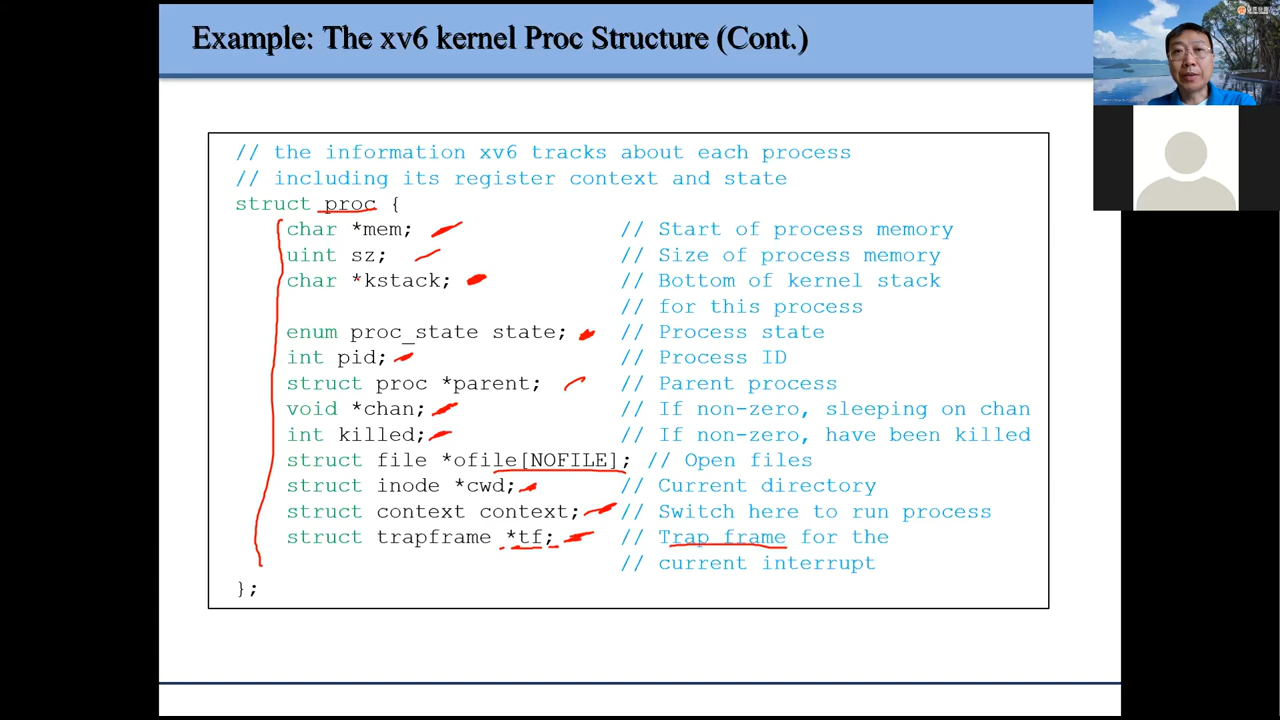 Example: The xv6 kernel Proc Structure (Cont.)
// the information xv6 tracks about each process
// including its register context and state
struct proc {
char *mem; // Start of process memory
uint sz; // Size of process memory
char *kstack; // Bottom of kernel stack
// for this process
enum proc_state state; // Process state
int pid; // Process ID
struct proc *parent; // Parent process
void *chan; // If non-zero, sleeping on chan
int killed; // If non-zero, have been killed
struct file *ofile[NOFILE]; // Open files
struct inode *cwd; // Current directory
struct context context; // Switch here to run process
struct trapframe *tf; // Trap frame for the
// current interrupt
};